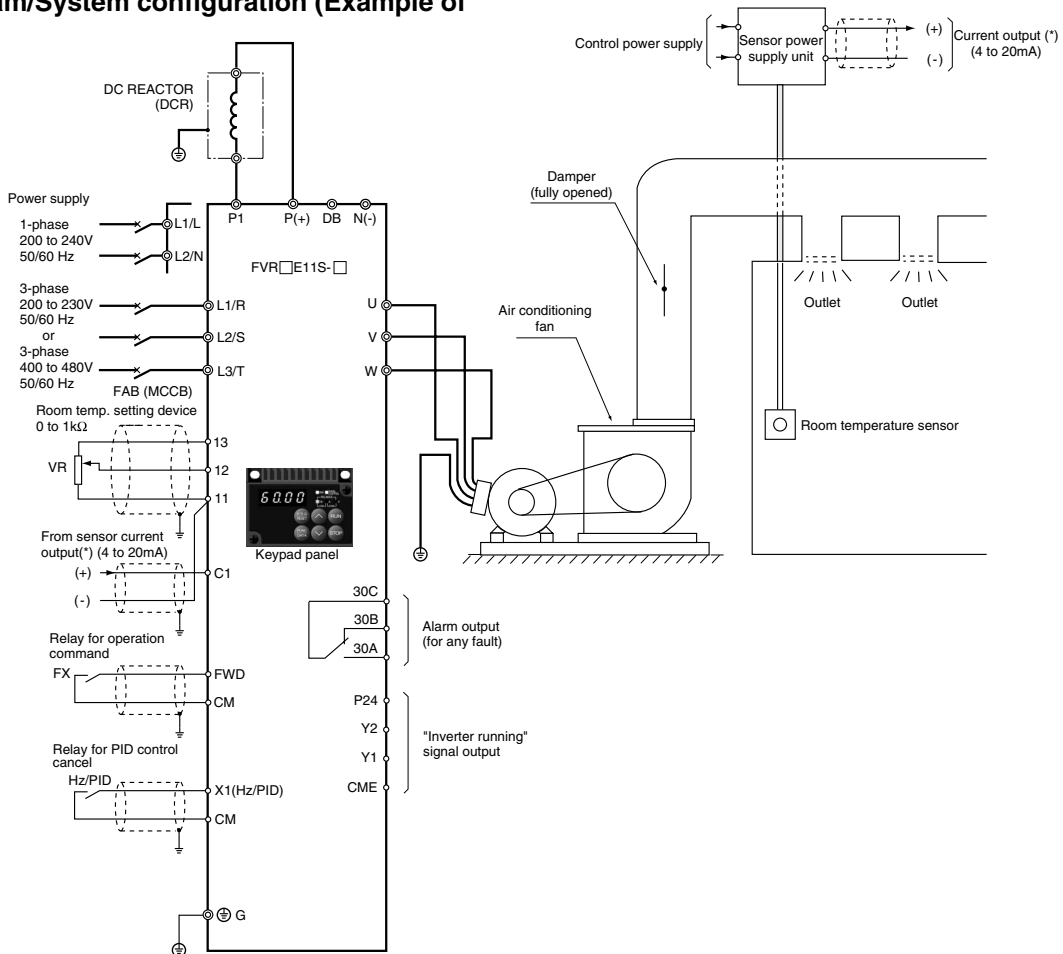 m/System configuration (Example of
Control power supply
Sensor power
supply unit
(+)
(-)
Current output (*)
(4 to 20mA)
DC REACTOR
(DCR)
Damper
(fully opened)
Power supply
1-phase
200 to 240V
50/60 Hz
L1/L
L2/N
P1
P(+)
DB
N(-)
FVR□E11S-□
Outlet
Outlet
3-phase
200 to 230V
50/60 Hz
or
3-phase
400 to 480V
50/60 Hz
L1/R
L2/S
L3/T
FAB (MCCB)
U
V
W
Air conditioning
fan
Room temperature sensor
Room temp. setting device
0 to 1kΩ
VR
13
12
11
60.00
RUN
STOP
Keypad panel
From sensor current
output(*) (4 to 20mA)
(+)
(-)
C1
30C
30B
30A
Alarm output
(for any fault)
Relay for operation
command
FX
FWD
CM
P24
Y2
Y1
CME
"Inverter running"
signal output
Relay for PID control
cancel
Hz/PID
X1(Hz/PID)
CM
G